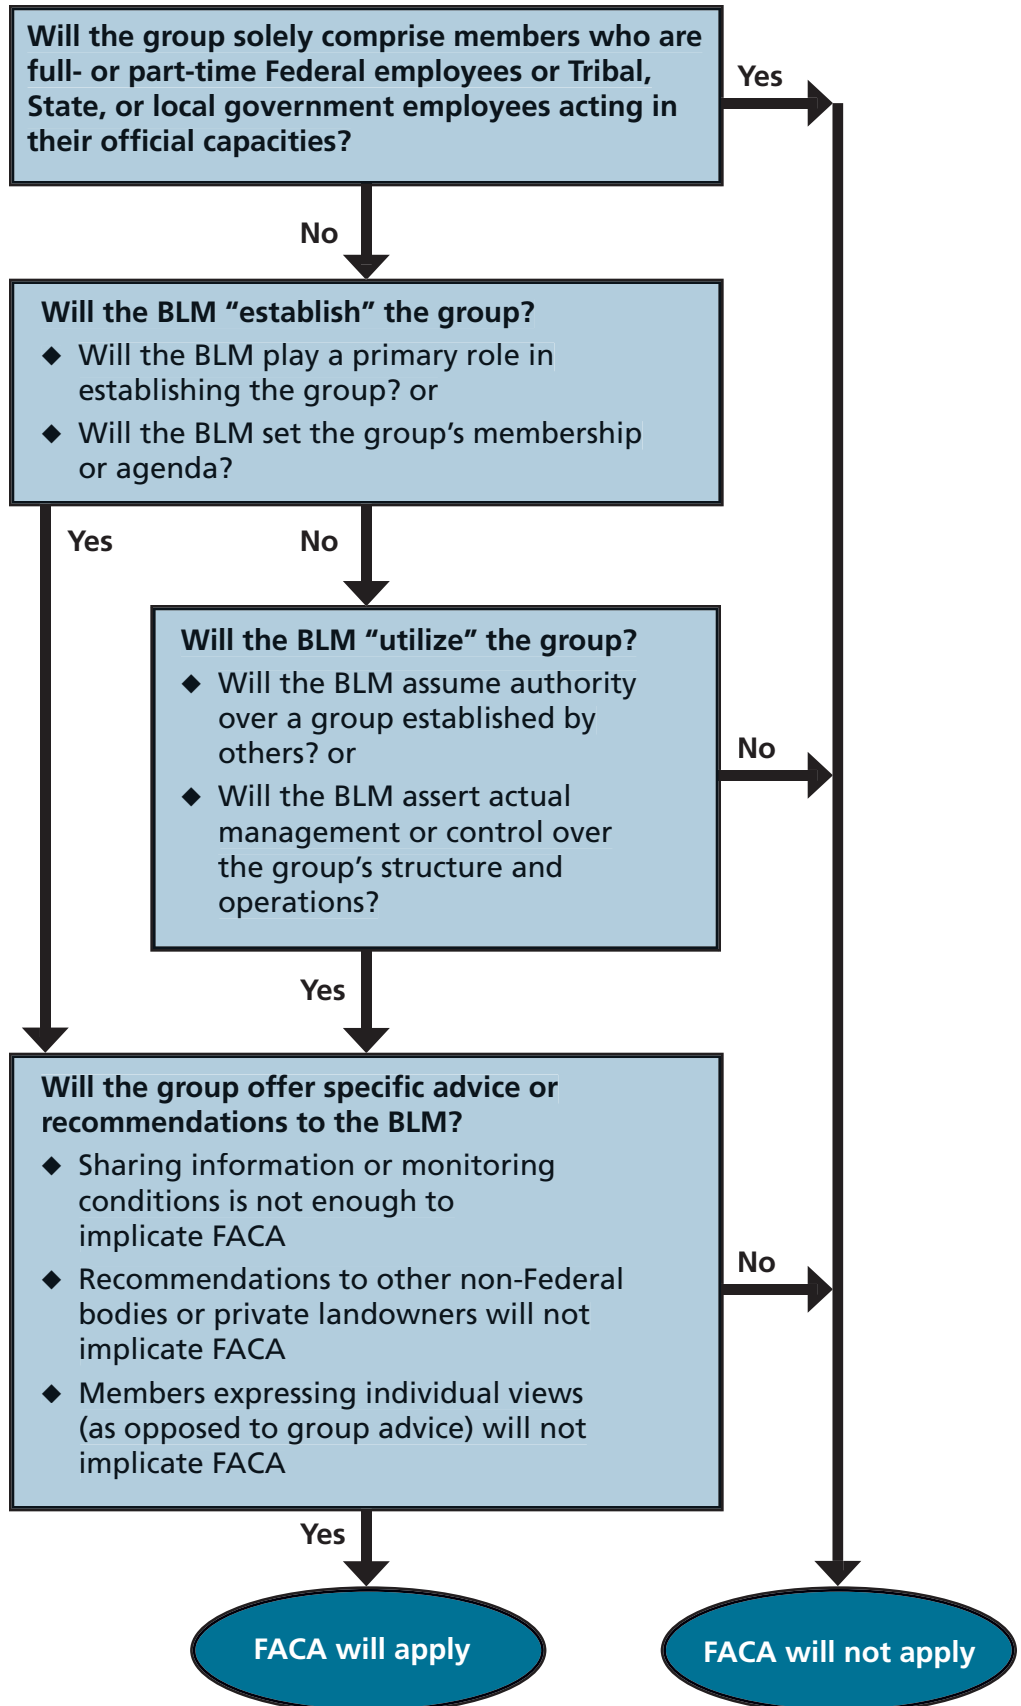 Will the group solely comprise members who are
full- or part-time Federal employees or Tribal,
State, or local government employees acting in
their official capacities?
Yes
No
Will the BLM “establish” the group?
◆ Will the BLM play a primary role in
establishing the group? or
◆ Will the BLM set the group’s membership
or agenda?
Yes
No
Will the BLM “utilize” the group?
◆ Will the BLM assume authority
over a group established by
others? or
◆ Will the BLM assert actual
management or control over
the group’s structure and
operations?
No
Yes
Will the group offer specific advice or
recommendations to the BLM?
◆ Sharing information or monitoring
conditions is not enough to
implicate FACA
◆ Recommendations to other non-Federal
bodies or private landowners will not
implicate FACA
◆ Members expressing individual views
(as opposed to group advice) will not
implicate FACA
No
Yes
FACA will apply
FACA will not apply